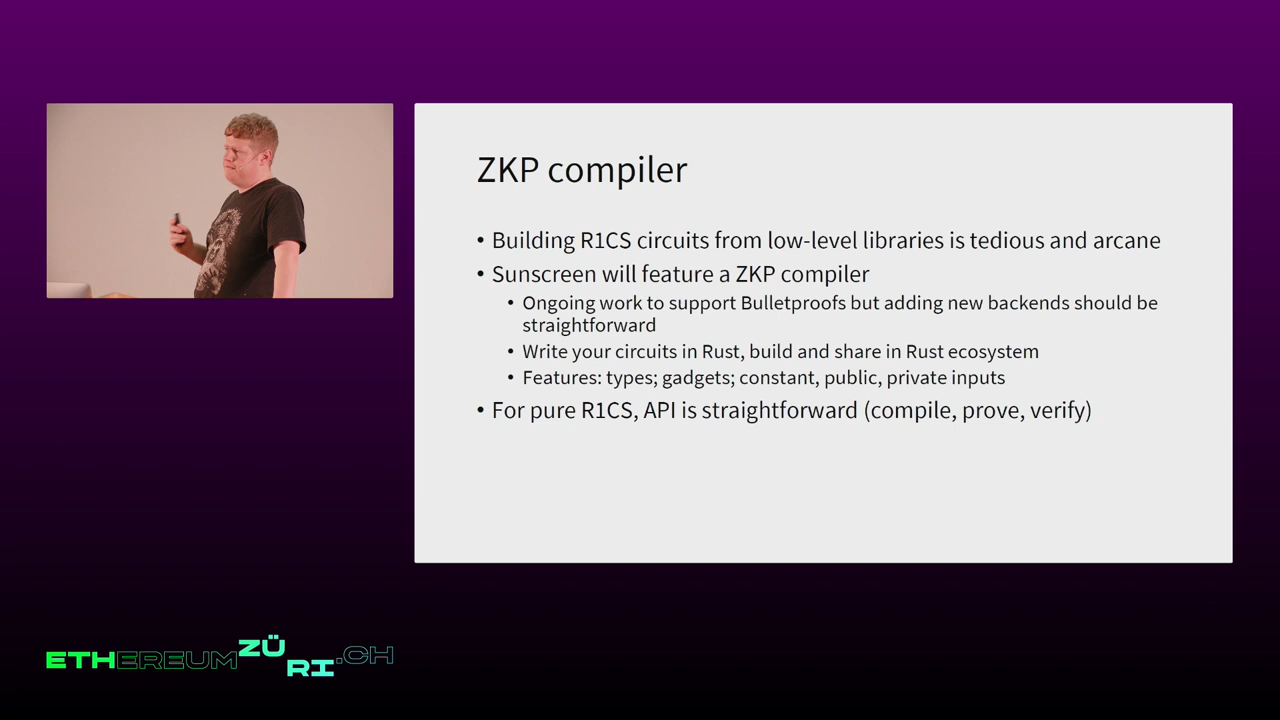 ZKP compiler
• Building R1CS circuits from low-level libraries is tedious and arcane
• Sunscreen will feature a ZKP compiler
• Ongoing work to support Bulletproofs but adding new backends should be
straightforward
• Write your circuits in Rust, build and share in Rust ecosystem
• Features: types; gadgets; constant, public, private inputs
• For pure R1CS, API is straightforward (compile, prove, verify)
ETHEREUMZÜRI.CH